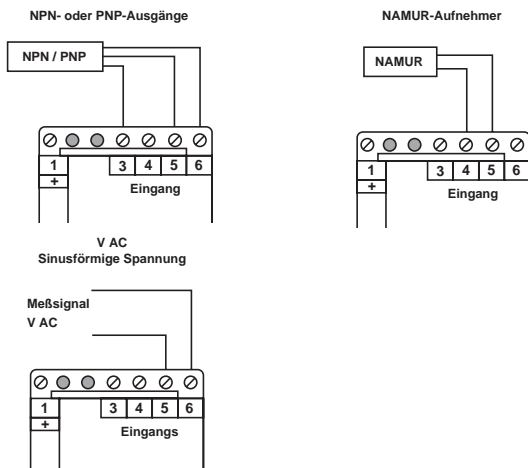 NPN- oder PNP-Ausgänge
NPN / PNP
1 3 4 5 6
+
Eingang
NAMUR-Aufnehmer
NAMUR
1 3 4 5 6
+
Eingang
V AC
Sinusförmige Spannung
Meßsignal
V AC
1 3 4 5 6
+
Eingangs